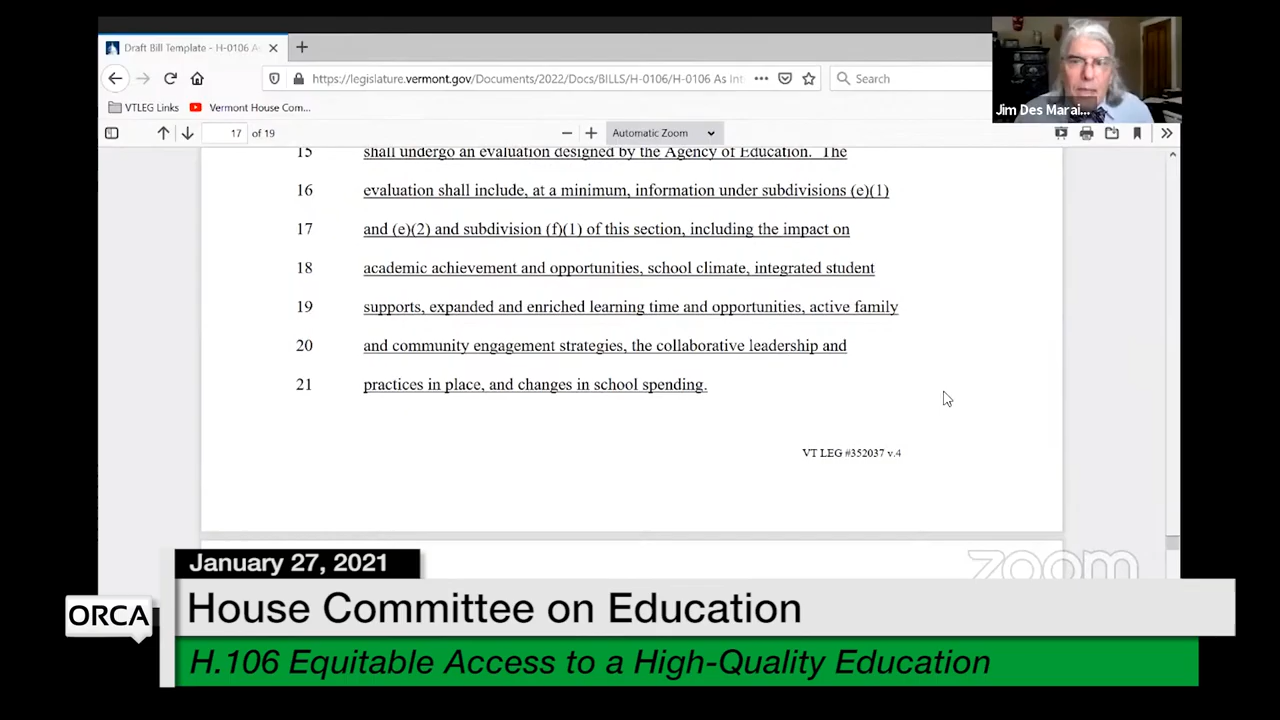 Draft Bill Template - H-0106 A
https://legislature.vermont.gov/Documents/2022/Docs/BILLS/H-0106/H-0106 As Int
Search
VTLEG Links
Vermont House Com...
Jim Des Marai...
17 of 19
Automatic Zoom
15 shall undergo an evaluation designed by the Agency of Education. The
16 evaluation shall include, at a minimum, information under subdivisions (e)(1)
17 and (e)(2) and subdivision (f)(1) of this section, including the impact on
18 academic achievement and opportunities, school climate, integrated student
19 supports, expanded and enriched learning time and opportunities, active family
20 and community engagement strategies, the collaborative leadership and
21 practices in place, and changes in school spending.
VT LEG #352037 v.4
zoom
January 27, 2021
ORCA
House Committee on Education
H.106 Equitable Access to a High-Quality Education